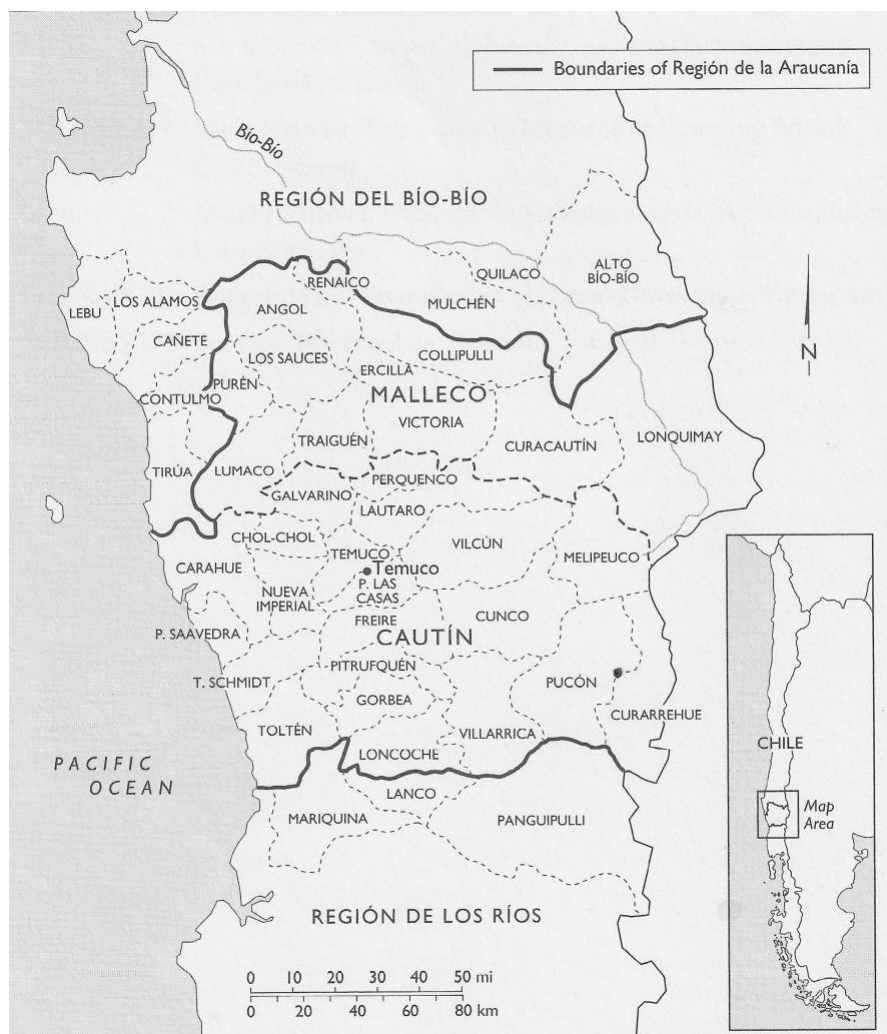 Boundaries of Región de la Araucanía
Bío-Bío
REGIÓN DEL BÍO-BÍO
ALTO
BÍO-BÍO
QUILACO
RENAICO
MULCHÉN
LOS ALAMOS
LEBU
ANGOL
CAÑETE
N
LOS SAUCES
COLLIPULLI
ERCILLA
PURÉN
CONTULMO
MALLECO
VICTORIA
TRAIGUÉN
CURACAUTÍN
LONQUIMAY
TIRÚA
LUMACO
PERQUENCO
GALVARINO
LAUTARO
CHOL-CHOL
VILCÚN
TEMUCO
MELIPEUCO
CARAHUE
Temuco
P. LAS
CASAS
NUEVA
IMPERIAL
FREIRE
CUNCO
P. SAAVEDRA
CAUTÍN
PITRUFQUÉN
T. SCHMIDT
PUCÓN
GORBEA
CURARREHUE
TOLTÉN
VILLARRICA
LONCOCHE
CHILE
PACIFIC
OCEAN
LANCO
Map
Area
MARIQUINA
PANGUIPULLI
REGIÓN DE LOS RÍOS
0 10 20 30 40 50 mi
0 20 40 60 80 km